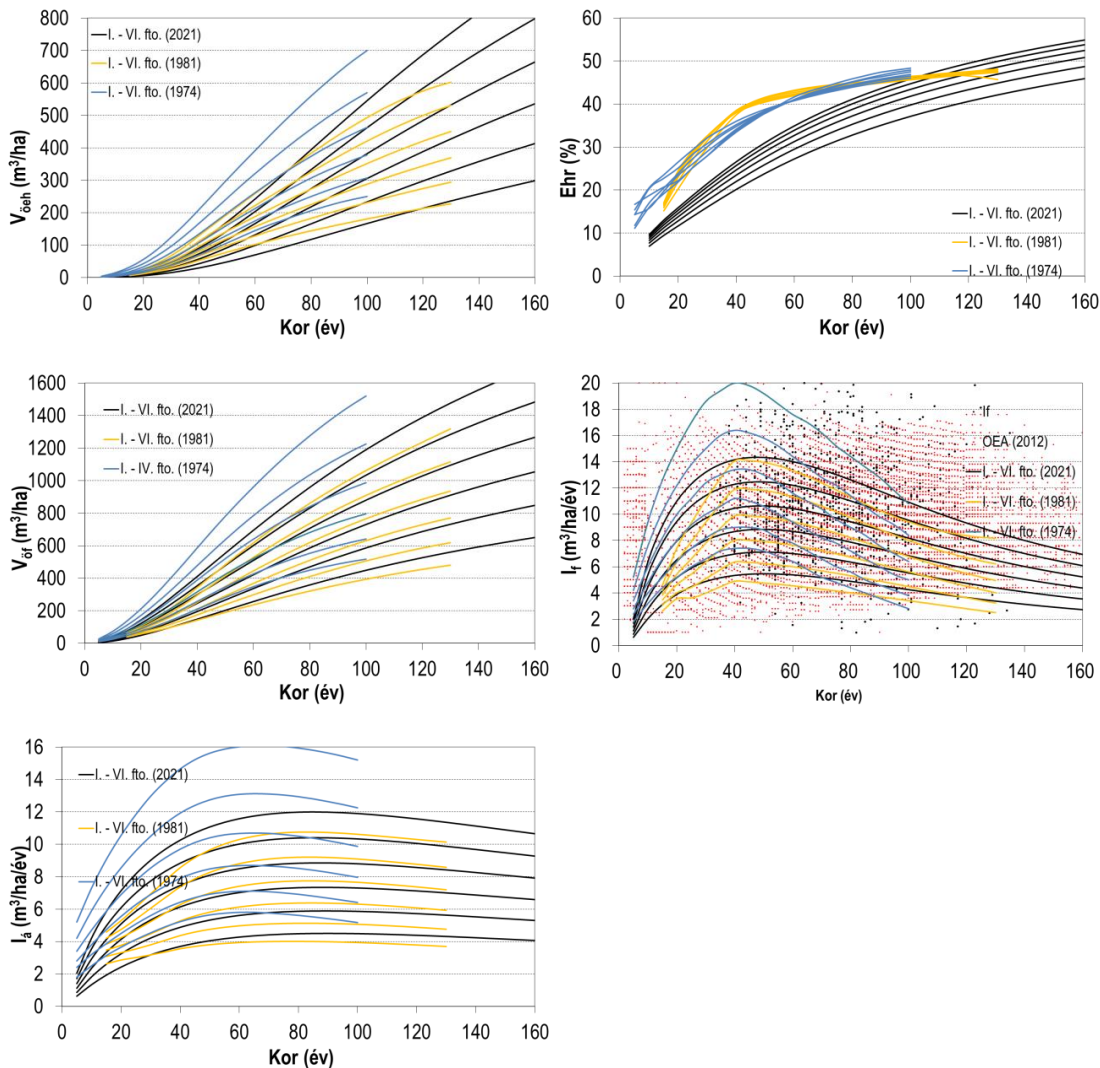 800
700
600
500
400
300
200
100
0
V öeh (m³/ha)
I. - VI. fto. (2021)
I. - VI. fto. (1981)
I. - VI. fto. (1974)
0 20 40 60 80 100 120 140 160
Kor (év)
60
50
40
30
20
10
0
Ehr (%)
I. - VI. fto. (2021)
I. - VI. fto. (1981)
I. - VI. fto. (1974)
0 20 40 60 80 100 120 140 160
Kor (év)
1600
1400
1200
1000
800
600
400
200
0
V öf (m³/ha)
I. - VI. fto. (2021)
I. - VI. fto. (1981)
I. - IV. fto. (1974)
0 20 40 60 80 100 120 140 160
Kor (év)
20
18
16
14
12
10
8
6
4
2
0
I f (m³/ha/év)
If
OEA (2012)
I. - VI. fto. (2021)
I. - VI. fto. (1981)
I. - VI. fto. (1974)
0 20 40 60 80 100 120 140 160
Kor (év)
16
14
12
10
8
6
4
2
0
I á (m³/ha/év)
I. - VI. fto. (2021)
I. - VI. fto. (1981)
I. - VI. fto. (1974)
0 20 40 60 80 100 120 140 160
Kor (év)